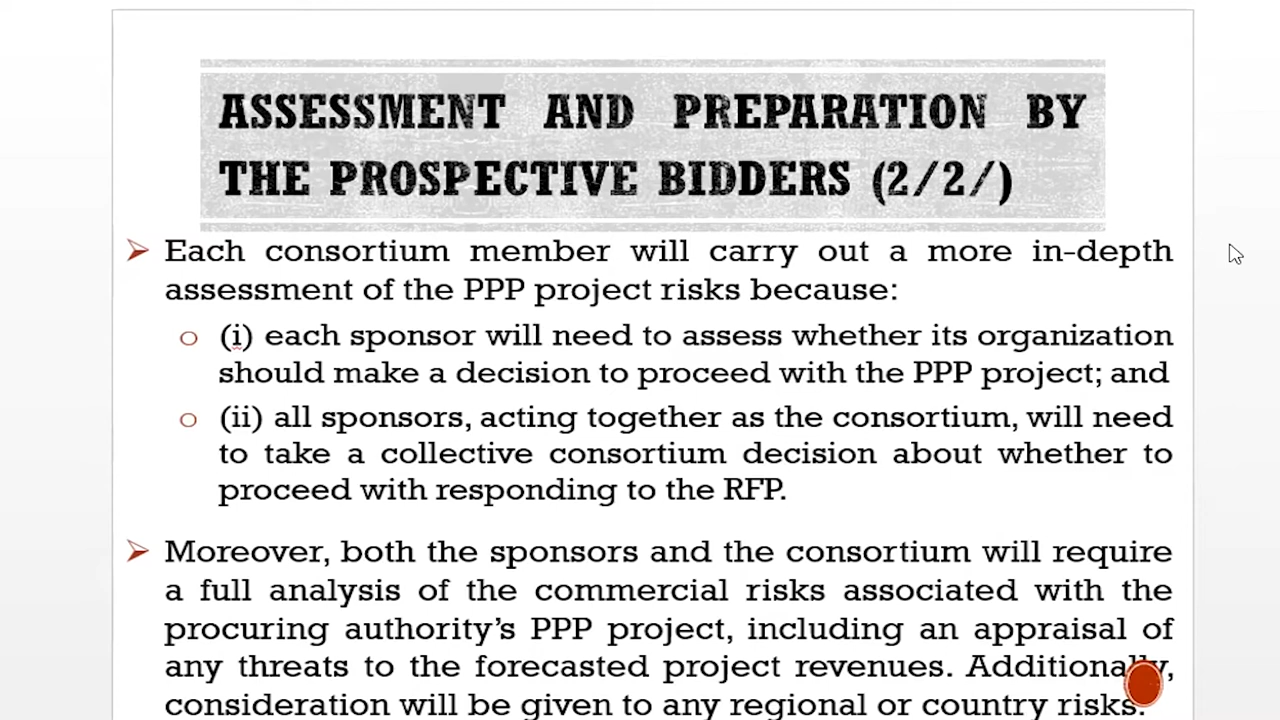 ASSESSMENT AND PREPARATION BY
THE PROSPECTIVE BIDDERS (2/2/)
Each consortium member will carry out a more in-depth
assessment of the PPP project risks because:
(i) each sponsor will need to assess whether its organization
should make a decision to proceed with the PPP project; and
(ii) all sponsors, acting together as the consortium, will need
to take a collective consortium decision about whether to
proceed with responding to the RFP.
Moreover, both the sponsors and the consortium will require
a full analysis of the commercial risks associated with the
procuring authority's PPP project, including an appraisal of
any threats to the forecasted project revenues. Additionally,
consideration will be given to any regional or country risks.